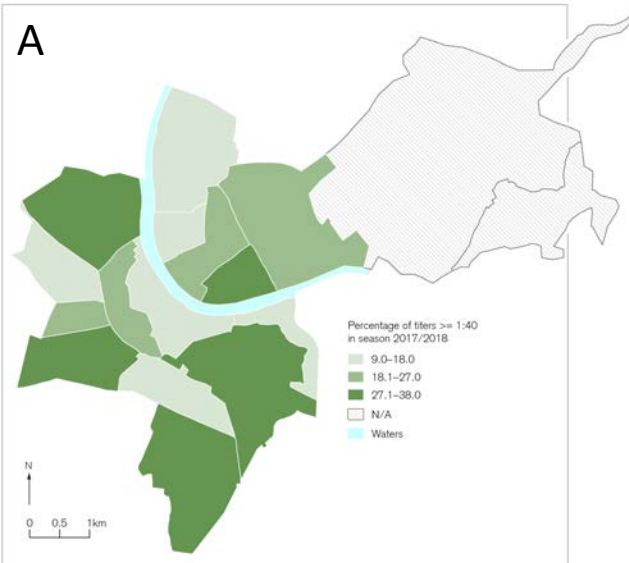 A
Percentage of titers >= 1:40
in season 2017/2018
9.0–18.0
18.1–27.0
27.1–38.0
N/A
Waters
N
0 0.5 1km